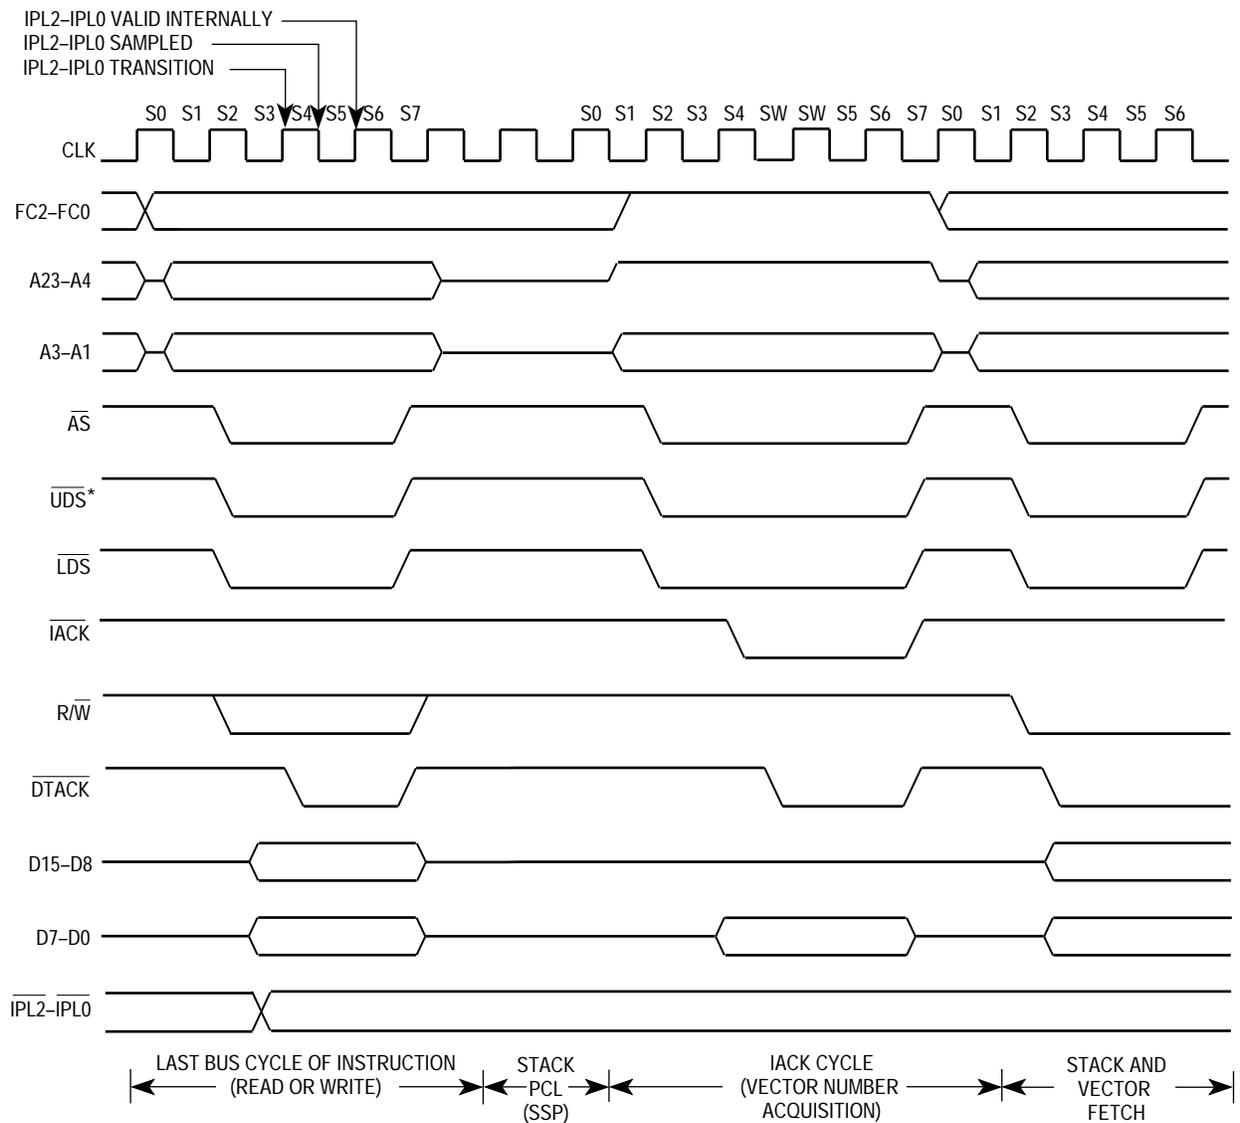 IPL2–IPL0 VALID INTERNALLY
IPL2–IPL0 SAMPLED
IPL2–IPL0 TRANSITION
S0 S1 S2 S3 S4 S5 S6 S7 S0 S1 S2 S3 S4 SW SW S5 S6 S7 S0 S1 S2 S3 S4 S5 S6
CLK
FC2–FC0
A23–A4
A3–A1
AS
UDS*
LDS
IACK
R/W
DTACK
D15–D8
D7–D0
IPL2–IPL0
LAST BUS CYCLE OF INSTRUCTION
(READ OR WRITE)
STACK
PCL
(SSP)
IACK CYCLE
(VECTOR NUMBER
ACQUISITION)
STACK AND
VECTOR
FETCH